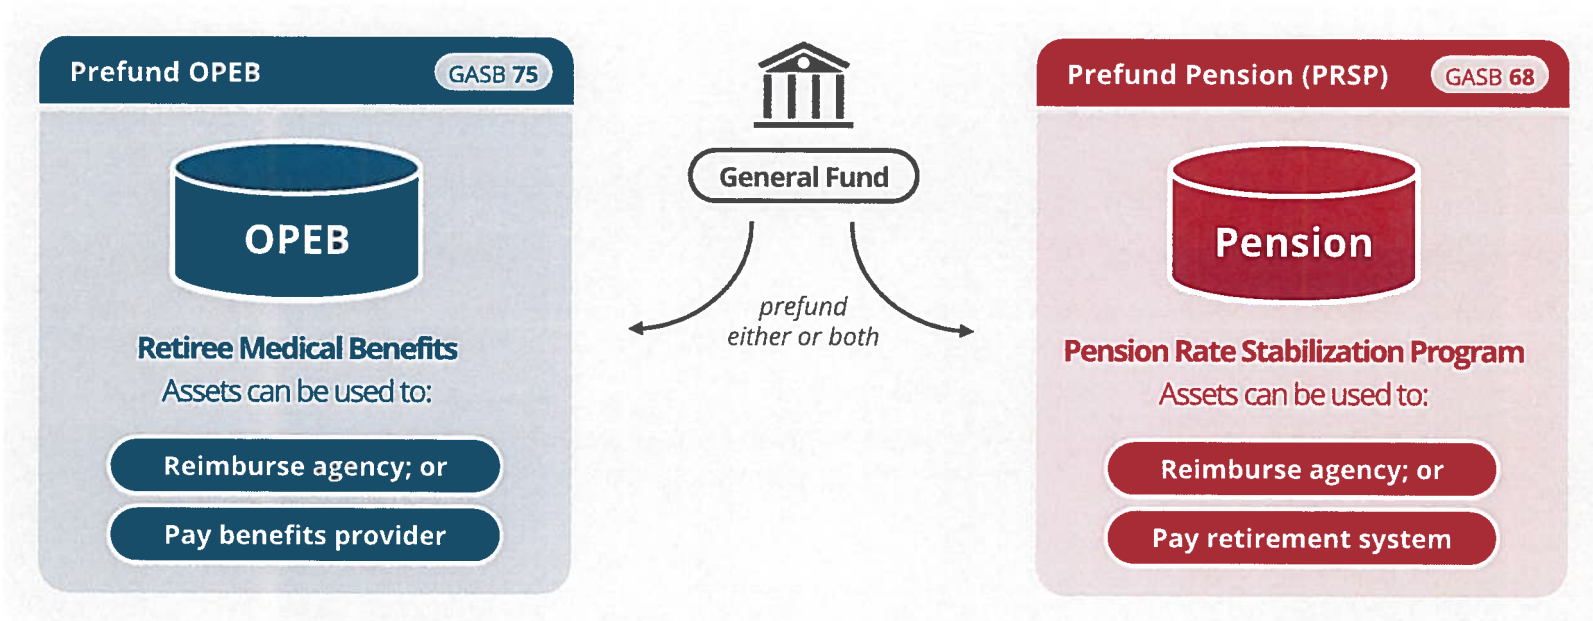 Prefund OPEB
GASB 75
OPEB
Retiree Medical Benefits
Assets can be used to:
Reimburse agency; or
Pay benefits provider
General Fund
prefund
either or both
Prefund Pension (PRSP)
GASB 68
Pension
Pension Rate Stabilization Program
Assets can be used to:
Reimburse agency; or
Pay retirement system